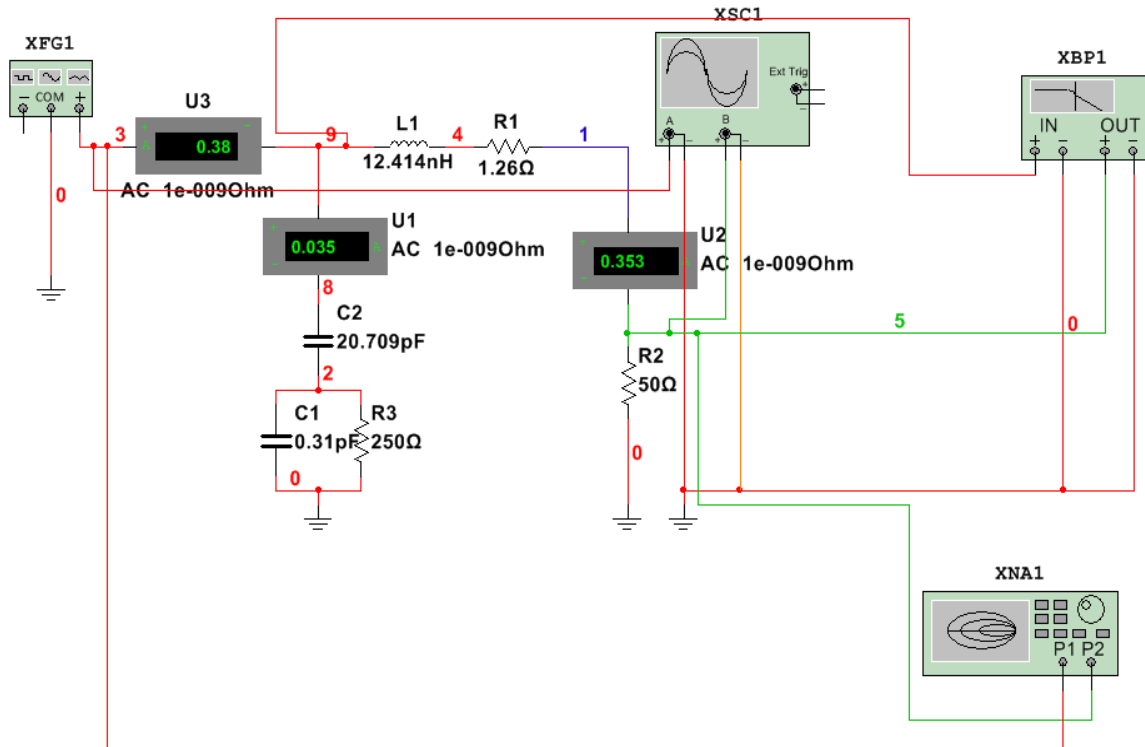 XSC1
XFG1
XBP1
COM
Ext Trig
U3
A
B
IN
OUT
3
0.38
9
L1
4
R1
1
12.414nH
1.26Ω
0
AC 1e-009Ohm
U1
0.035
AC 1e-009Ohm
U2
0.353
AC 1e-009Ohm
8
C2
20.709pF
5
0
R2
50Ω
2
C1
R3
0.31pF
250Ω
0
0
XNA1
P1 P2